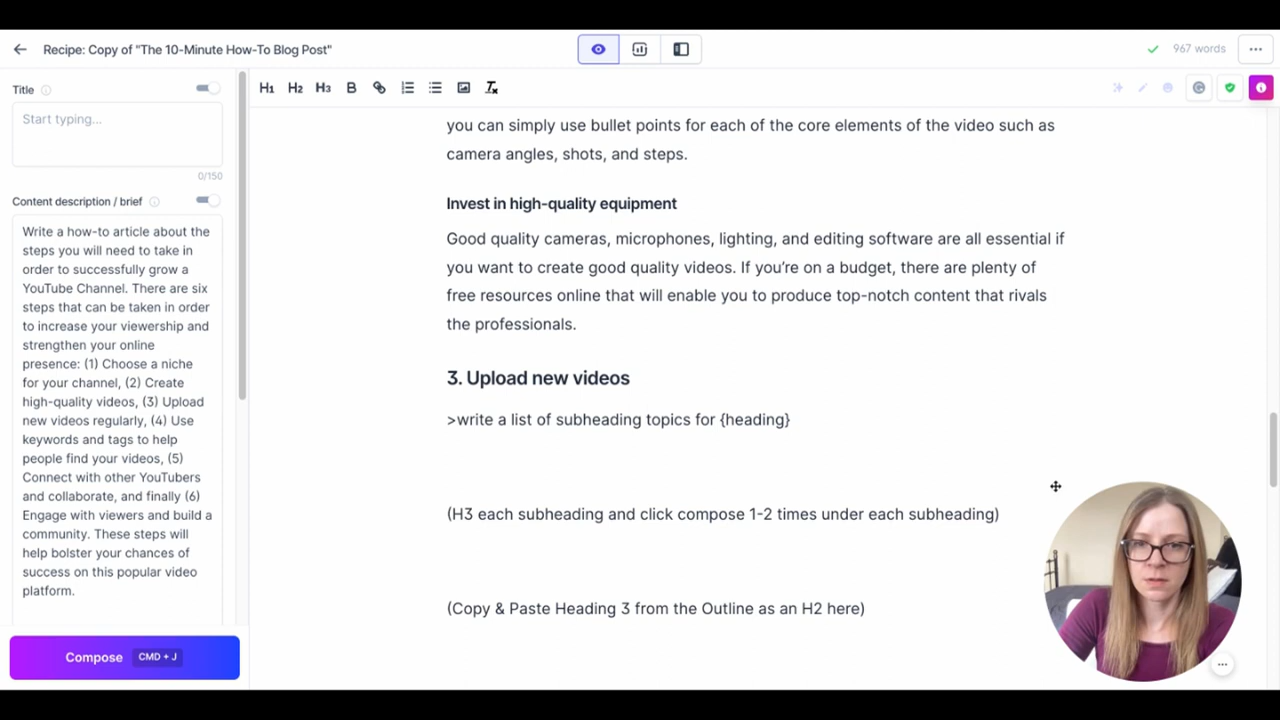 Recipe: Copy of "The 10-Minute How-To Blog Post"
967 words
Title
Start typing...
0/150
Content description / brief
Write a how-to article about the
steps you will need to take in
order to successfully grow a
YouTube Channel. There are six
steps that can be taken in order
to increase your viewership and
strengthen your online
presence: (1) Choose a niche
for your channel, (2) Create
high-quality videos, (3) Upload
new videos regularly, (4) Use
keywords and tags to help
people find your videos, (5)
Connect with other YouTubers
and collaborate, and finally (6)
Engage with viewers and build a
community. These steps will
help bolster your chances of
success on this popular video
platform.
Compose CMD + J
H1 H2 H3 B
you can simply use bullet points for each of the core elements of the video such as
camera angles, shots, and steps.
Invest in high-quality equipment
Good quality cameras, microphones, lighting, and editing software are all essential if
you want to create good quality videos. If you're on a budget, there are plenty of
free resources online that will enable you to produce top-notch content that rivals
the professionals.
3. Upload new videos
>write a list of subheading topics for {heading}
(H3 each subheading and click compose 1-2 times under each subheading)
(Copy & Paste Heading 3 from the Outline as an H2 here)